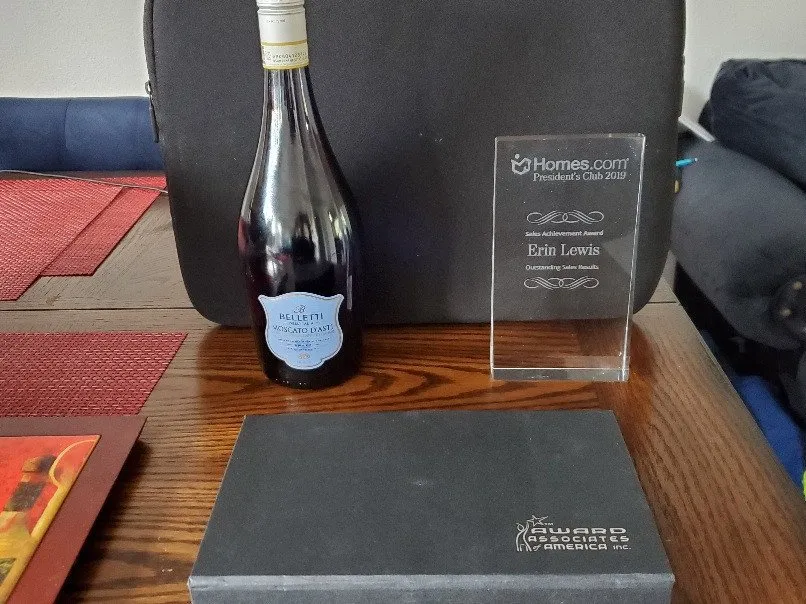 BELLETTI
MOSCATO D'ASTI
Homes.com
President's Club 2019
Sales Achievement Award
Erin Lewis
Outstanding Sales Results
AWARD
ASSOCIATES
of AMERICA INC.